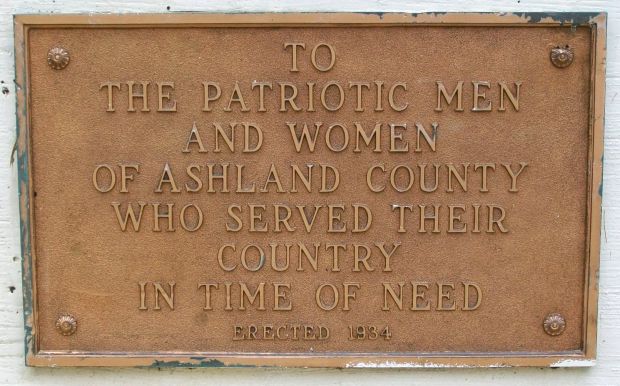 TO
THE PATRIOTIC MEN
AND WOMEN
OF ASHLAND COUNTY
WHO SERVED THEIR
COUNTRY
IN TIME OF NEED
ERECTED 1934